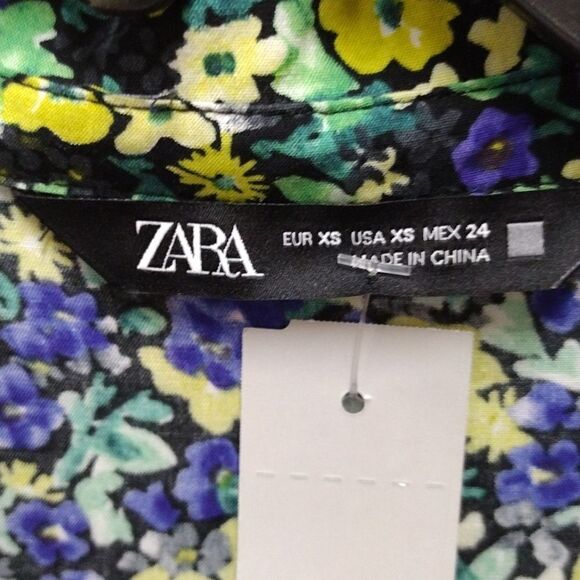 ZARA
EUR XS USA XS MEX 24
MADE IN CHINA